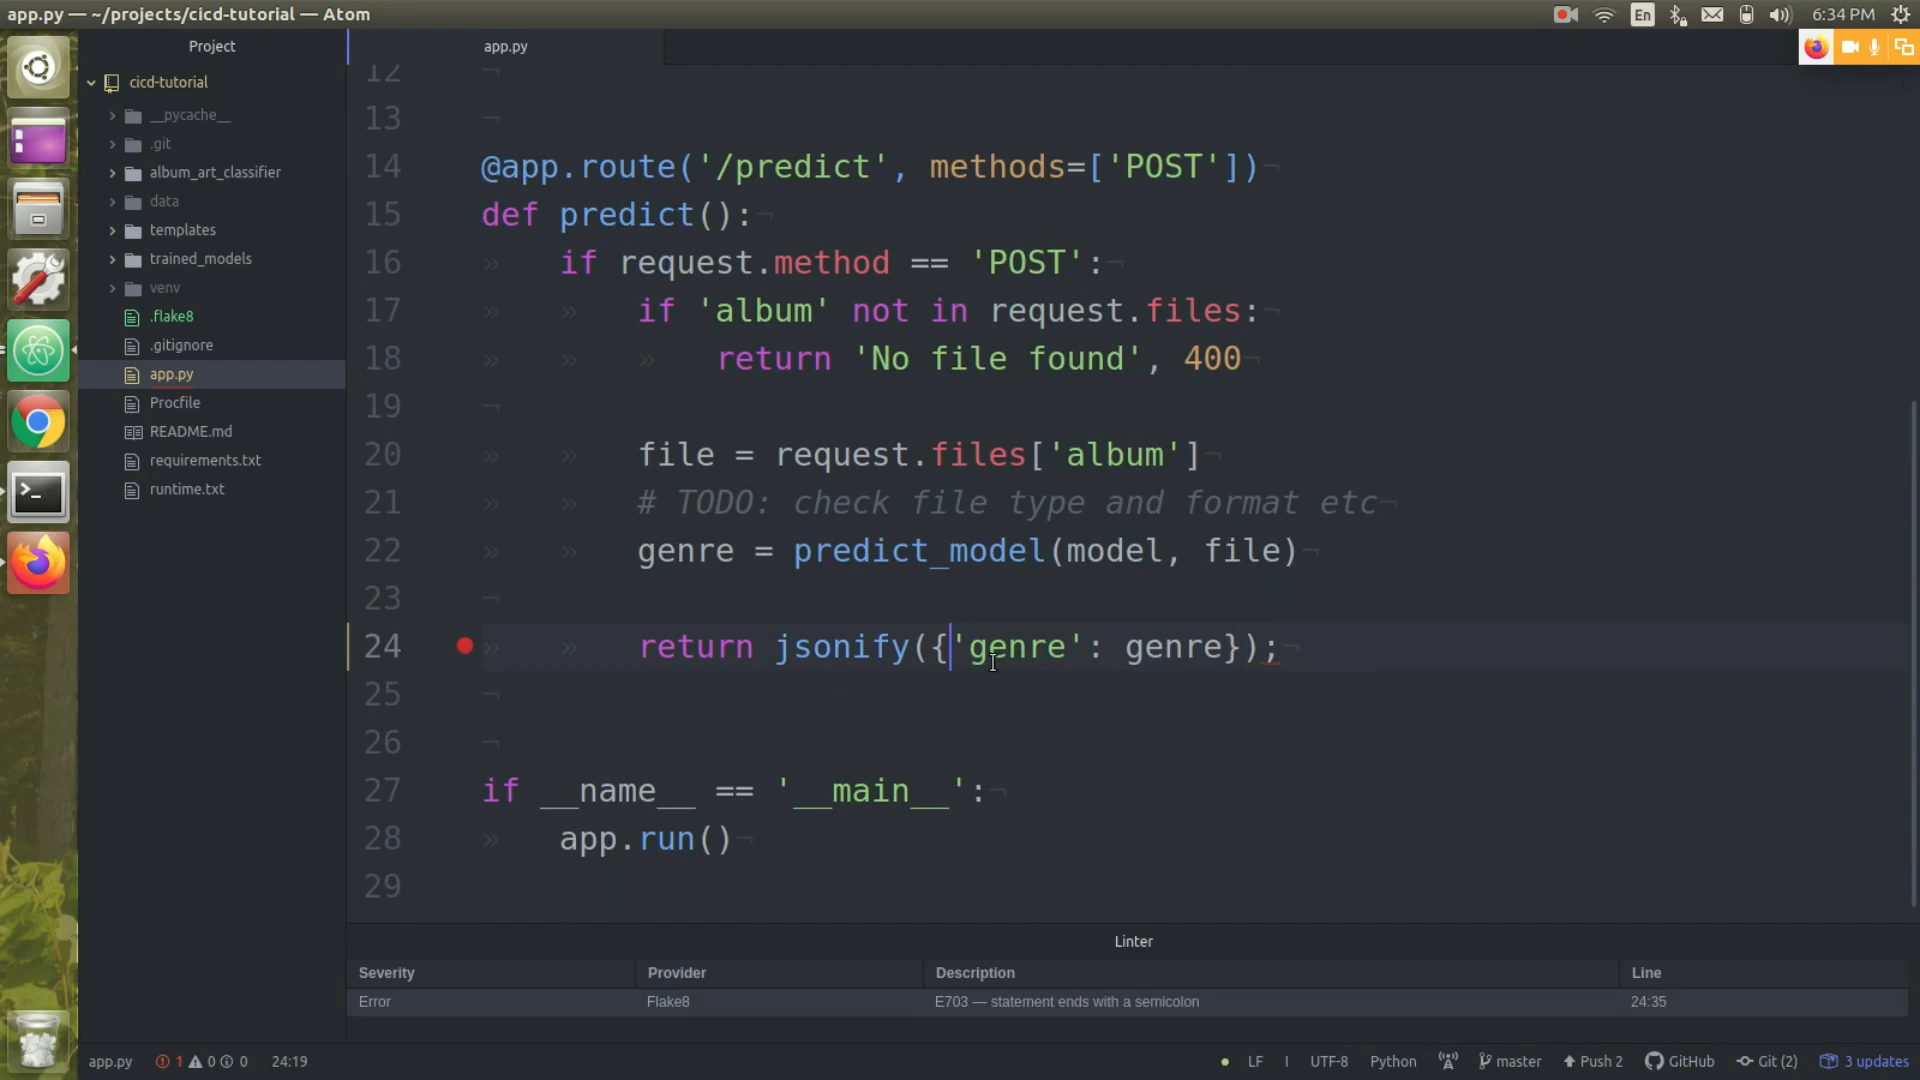 app.py — ~/projects/cicd-tutorial — Atom
En
6:34 PM
Project
app.py
cicd-tutorial
__pycache__
.git
album_art_classifier
data
templates
trained_models
venv
.flake8
.gitignore
app.py
Procfile
README.md
requirements.txt
runtime.txt
12
13
14 @app.route('/predict', methods=['POST'])
15 def predict():
16 if request.method == 'POST':
17 if 'album' not in request.files:
18 return 'No file found', 400
19
20 file = request.files['album']
21 # TODO: check file type and format etc
22 genre = predict_model(model, file)
23
24 return jsonify({'genre': genre});
25
26
27 if __name__ == '__main__':
28 app.run()
29
Linter
Severity Provider Description Line
Error Flake8 E703 — statement ends with a semicolon 24:35
app.py 1 0 0 24:19 LF I UTF-8 Python master Push 2 GitHub Git (2) 3 updates